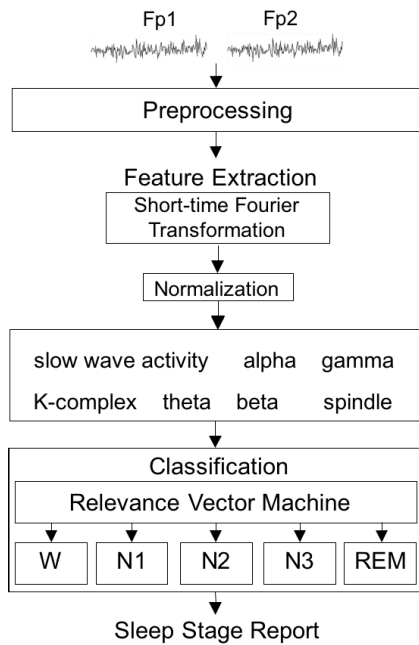 Fp1 Fp2
Preprocessing
Feature Extraction
Short-time Fourier
Transformation
Normalization
slow wave activity alpha gamma
K-complex theta beta spindle
Classification
Relevance Vector Machine
W N1 N2 N3 REM
Sleep Stage Report